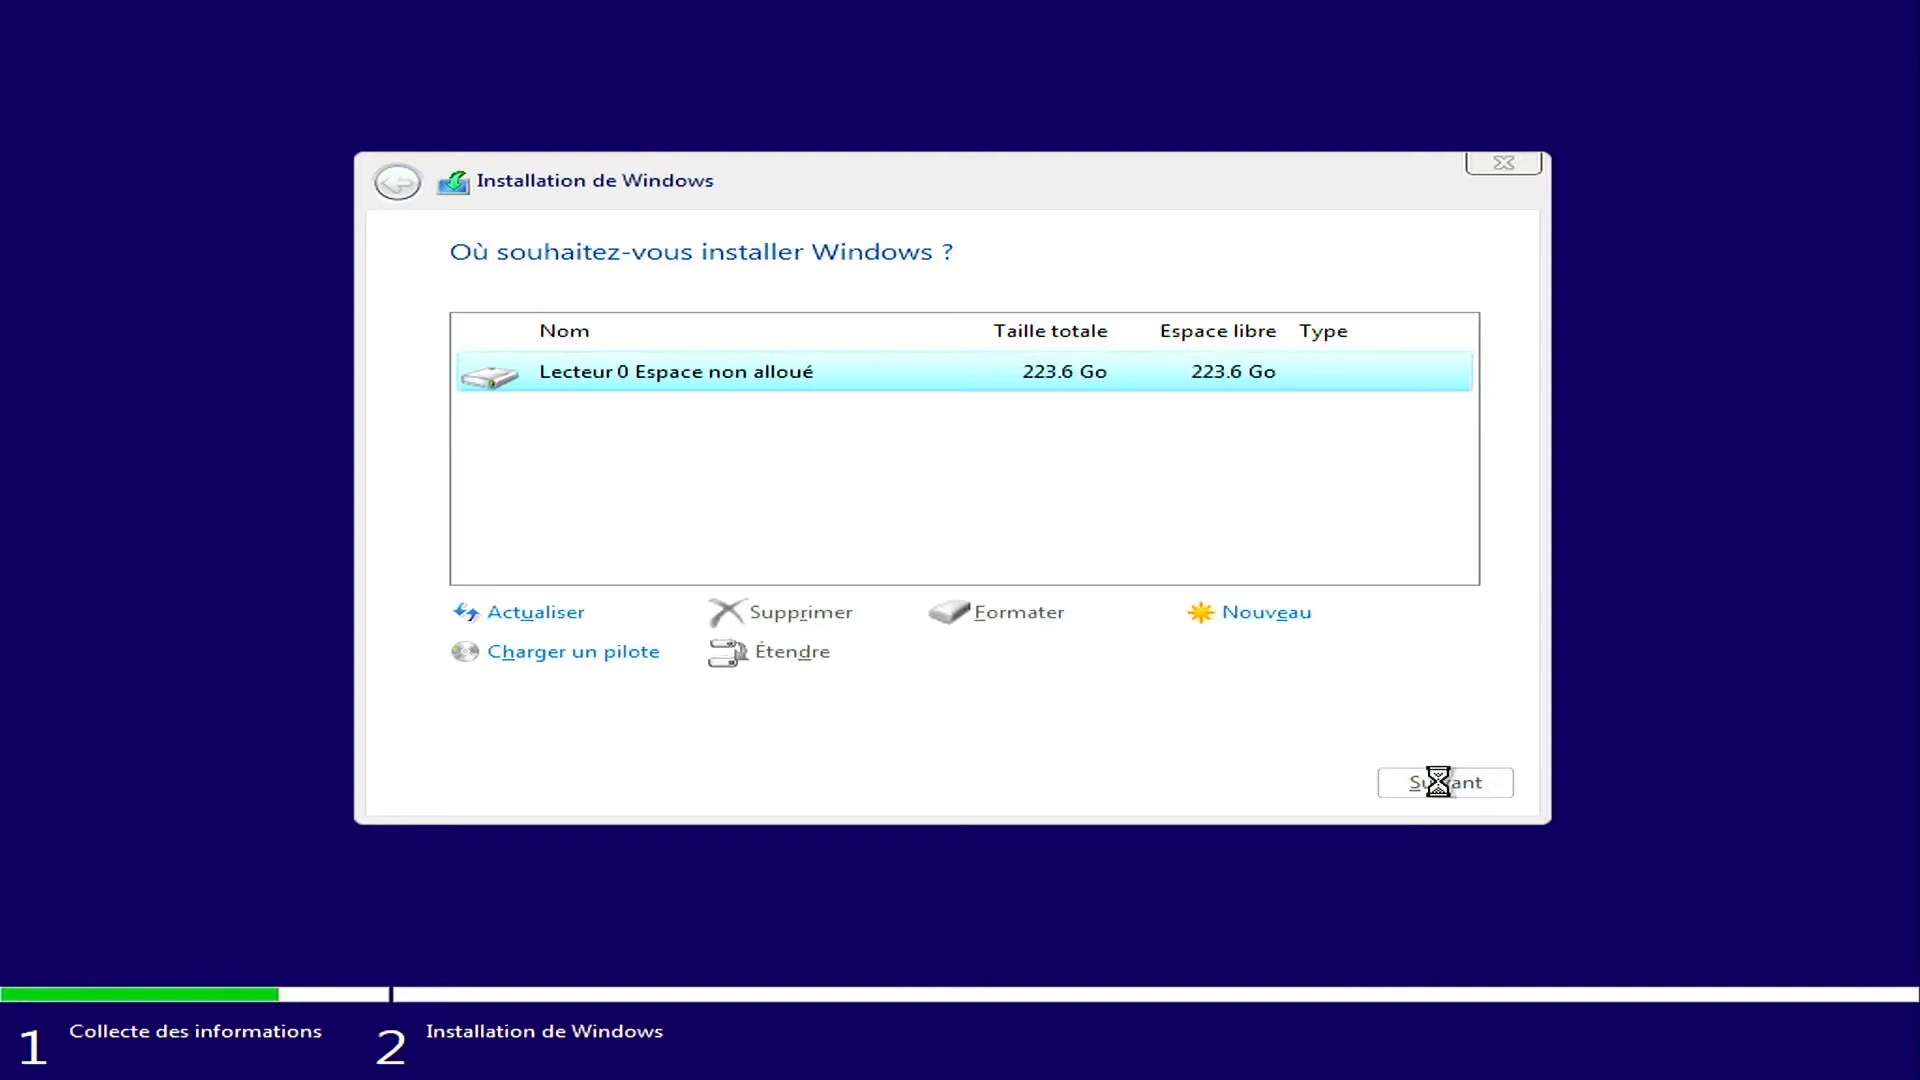 Installation de Windows
Où souhaitez-vous installer Windows ?
Nom Taille totale Espace libre Type
Lecteur 0 Espace non alloué 223.6 Go 223.6 Go
Actualiser Supprimer Formater Nouveau
Charger un pilote Étendre
1 Collecte des informations 2 Installation de Windows